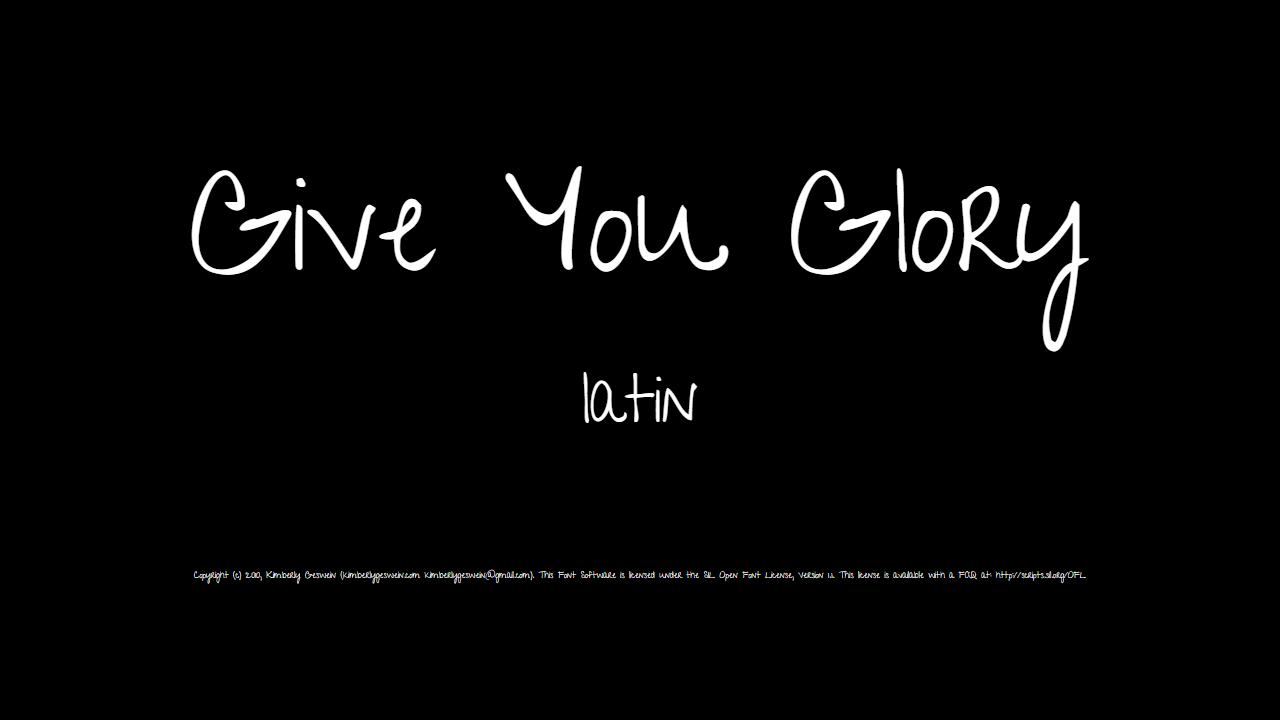 Give You Glory
latin
Copyright (c) 2010, Kimberly Geswein (kimberlygeswein.com kimberlygeswein@gmail.com). This Font Software is licensed under the SIL Open Font License, Version 1.1. This license is available with a FAQ at: http://scripts.sil.org/OFL